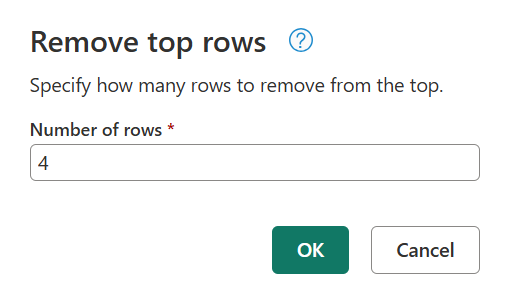 Remove top rows ?
Specify how many rows to remove from the top.
Number of rows *
4
OK Cancel